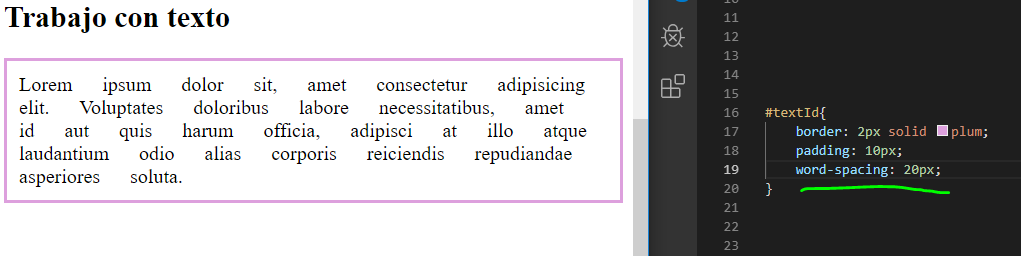 Trabajo con texto
Lorem ipsum dolor sit, amet consectetur adipisicing
elit. Voluptates doloribus labore necessitatibus, amet
id aut quis harum officia, adipisci at illo atque
laudantium odio alias corporis reiciendis repudiandae
asperiores soluta.
11
12
13
14
15
16 #textId{
17 border: 2px solid plum;
18 padding: 10px;
19 word-spacing: 20px;
20 }
21
22
23